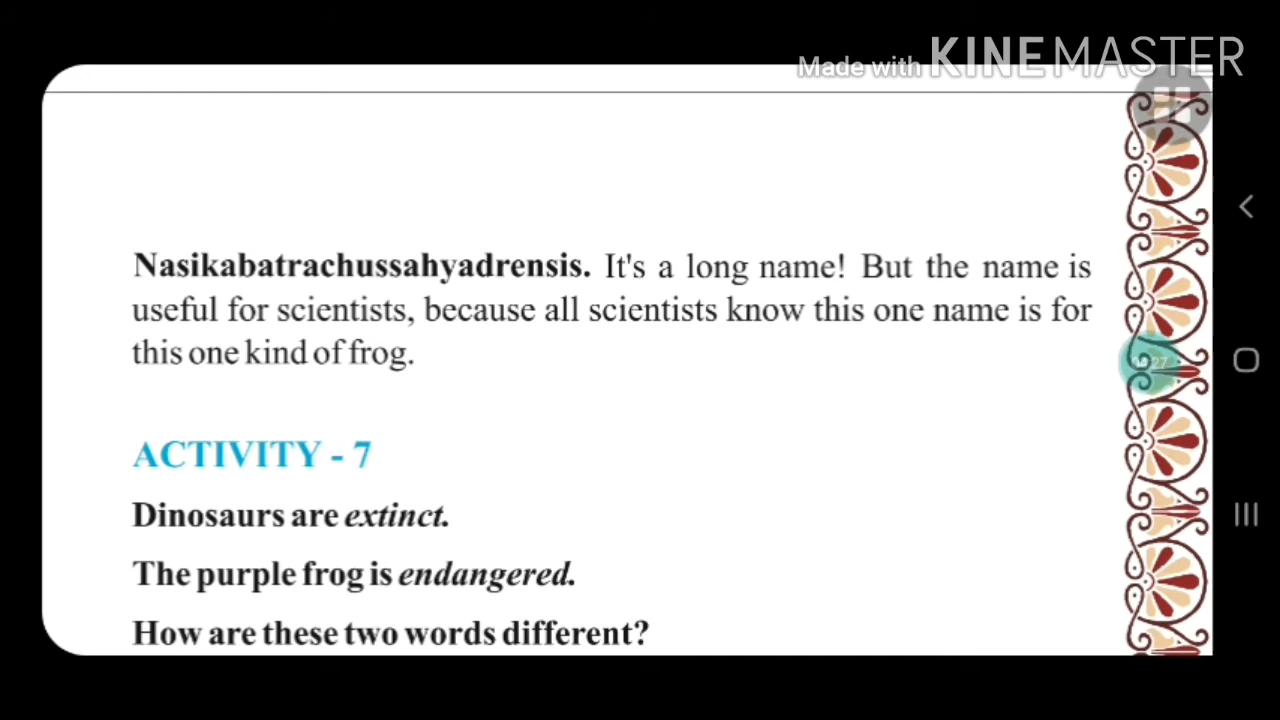 Made with KINEMASTER
Nasikabatrachussahyadrensis. It's a long name! But the name is
useful for scientists, because all scientists know this one name is for
this one kind of frog.
ACTIVITY - 7
Dinosaurs are extinct.
The purple frog is endangered.
How are these two words different?